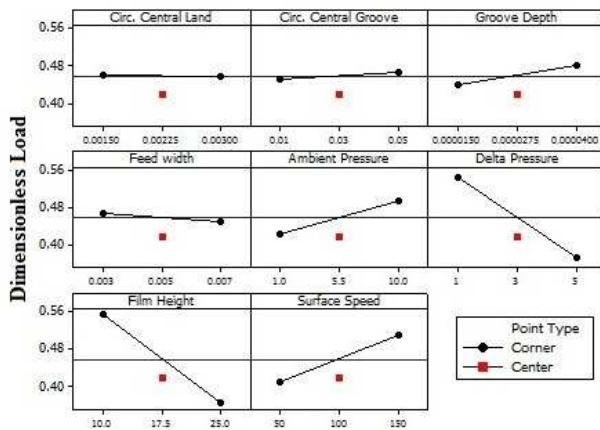 Dimensionless Load
Circ. Central Land Circ. Central Groove Groove Depth
0.56
0.48
0.40
0.00150 0.00225 0.00300 0.01 0.03 0.05 0.0000150 0.0000275 0.0000400
Feed width Ambient Pressure Delta Pressure
0.56
0.48
0.40
0.003 0.005 0.007 1.0 5.5 10.0 1 3 5
Film Height Surface Speed
0.56
0.48
0.40
10.0 17.5 25.0 50 100 150
Point Type
Corner
Center